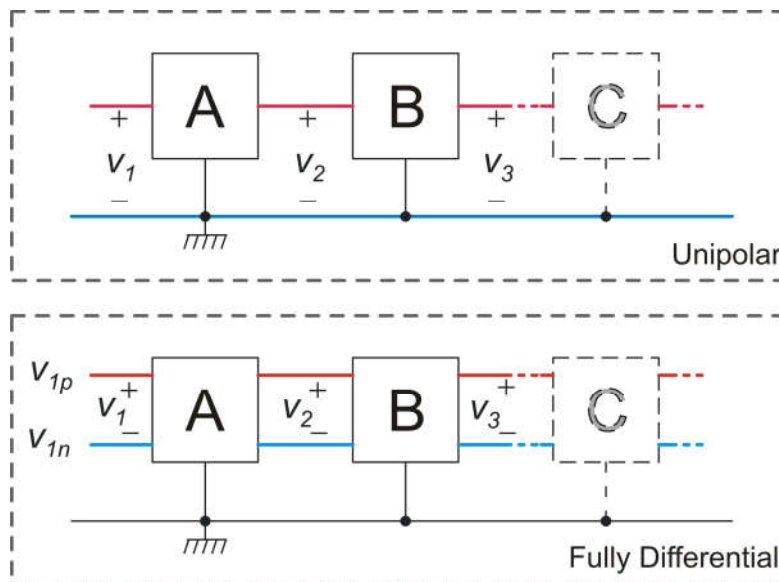 A B C
+ + +
v1 v2 v3
− − −
Unipolar
v1p A B C
v1 + v2 + v3 +
− − −
v1n
Fully Differential